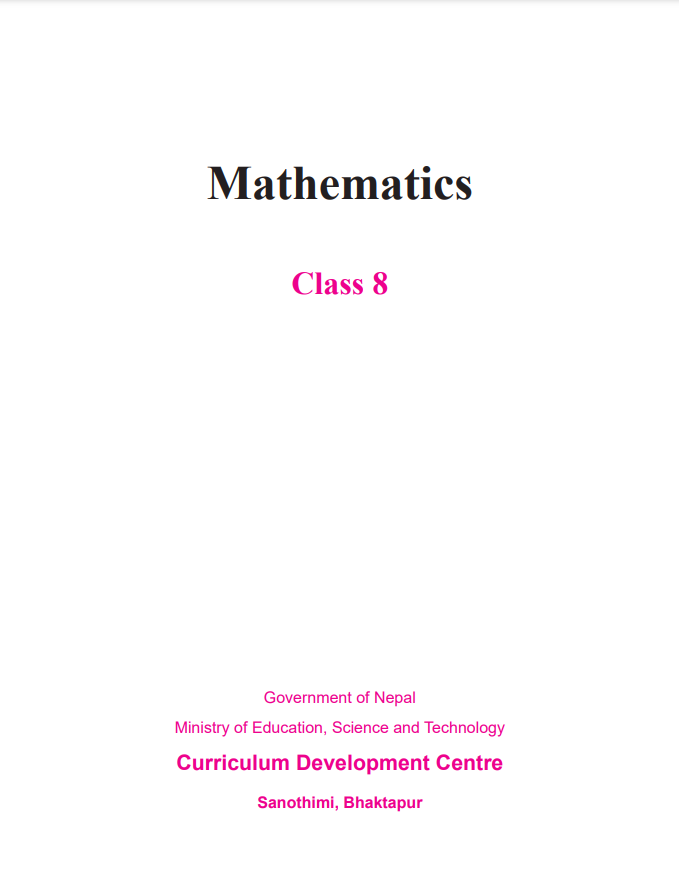 Mathematics
Class 8
Government of Nepal
Ministry of Education, Science and Technology
Curriculum Development Centre
Sanothimi, Bhaktapur